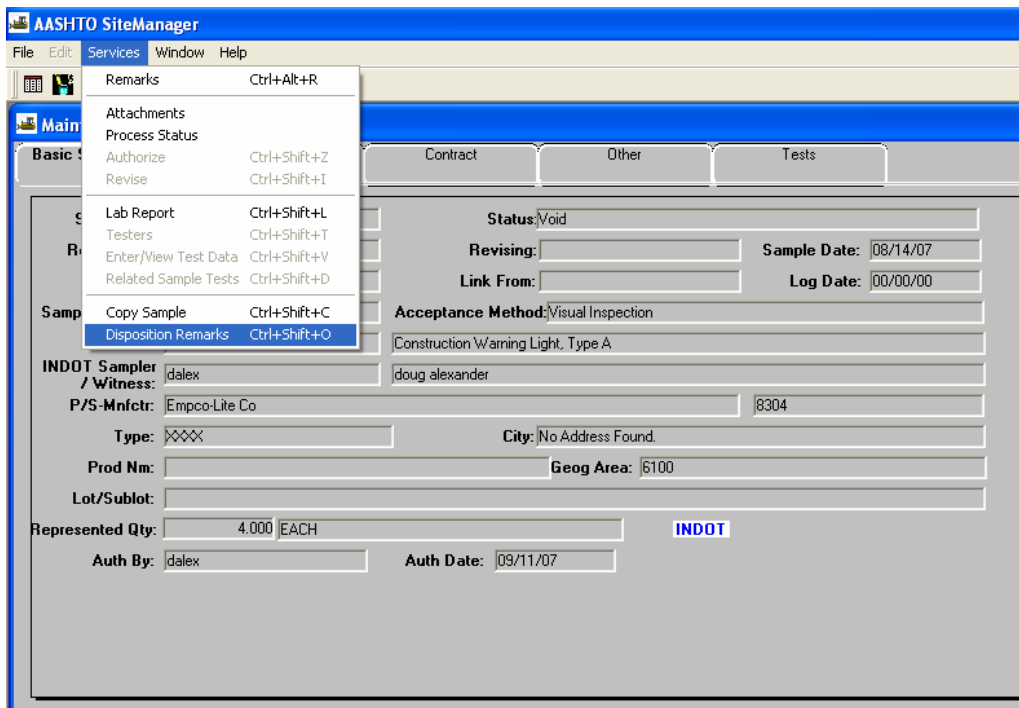 AASHTO SiteManager
File Edit Services Window Help
Remarks Ctrl+Alt+R
Attachments
Process Status
Authorize Ctrl+Shift+Z
Revise Ctrl+Shift+I
Lab Report Ctrl+Shift+L
Testers Ctrl+Shift+T
Enter/View Test Data Ctrl+Shift+V
Related Sample Tests Ctrl+Shift+D
Copy Sample Ctrl+Shift+C
Disposition Remarks Ctrl+Shift+O
Main
Basic S Contract Other Tests
S Status: Void
Re Revising: Sample Date: 08/14/07
Link From: Log Date: 00/00/00
Samp Acceptance Method: Visual Inspection
Construction Warning Light, Type A
INDOT Sampler
/ Witness: dalex doug alexander
P/S-Mnfctr: Empco-Lite Co 8304
Type: XXXX City: No Address Found.
Prod Nm: Geog Area: 6100
Lot/Sublot:
Represented Qty: 4.000 EACH INDOT
Auth By: dalex Auth Date: 09/11/07